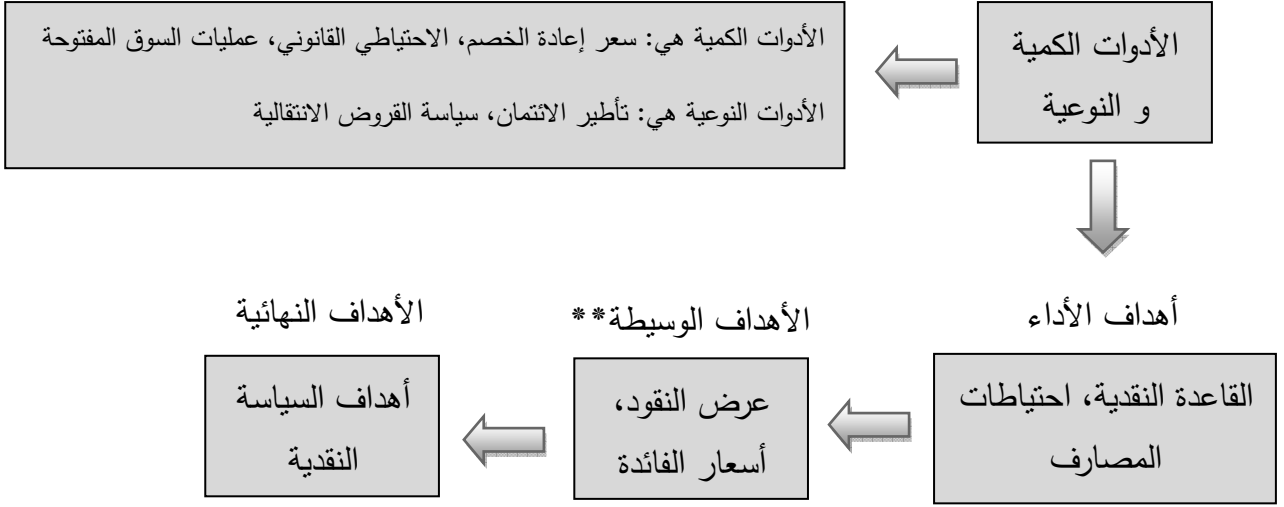 الأدوات الكمية
و النوعية
الأدوات الكمية هي: سعر إعادة الخصم، الاحتياطي القانوني، عمليات السوق المفتوحة
الأدوات النوعية هي: تأطير الائتمان، سياسة القروض الانتقالية
أهداف الأداء
القاعدة النقدية، احتياطات
المصارف
الأهداف الوسيطة**
عرض النقود،
أسعار الفائدة
الأهداف النهائية
أهداف السياسة
النقدية